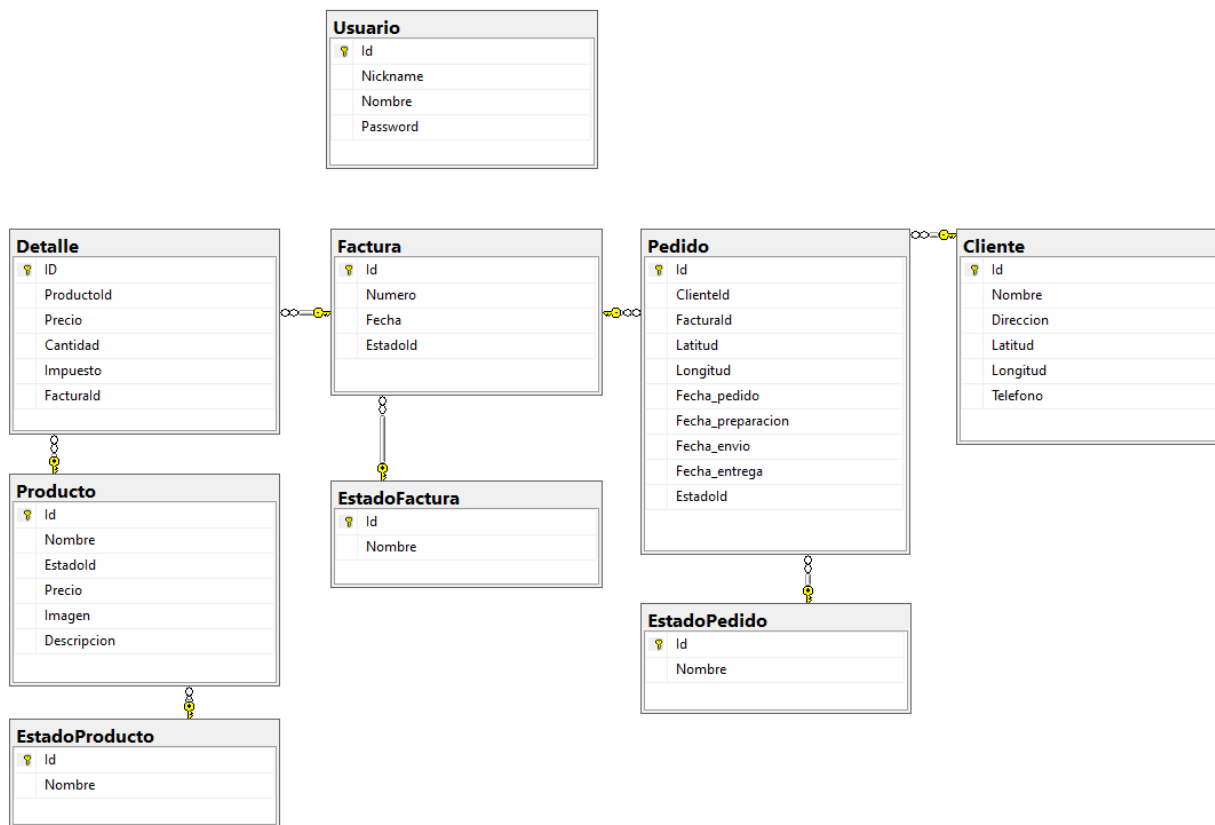 Usuario
Id
Nickname
Nombre
Password
Detalle
ID
ProductoId
Precio
Cantidad
Impuesto
FacturaId
Factura
Id
Numero
Fecha
EstadoId
Pedido
Id
ClienteId
FacturaId
Latitud
Longitud
Fecha_pedido
Fecha_preparacion
Fecha_envio
Fecha_entrega
EstadoId
Cliente
Id
Nombre
Direccion
Latitud
Longitud
Telefono
Producto
Id
Nombre
EstadoId
Precio
Imagen
Descripcion
EstadoFactura
Id
Nombre
EstadoPedido
Id
Nombre
EstadoProducto
Id
Nombre